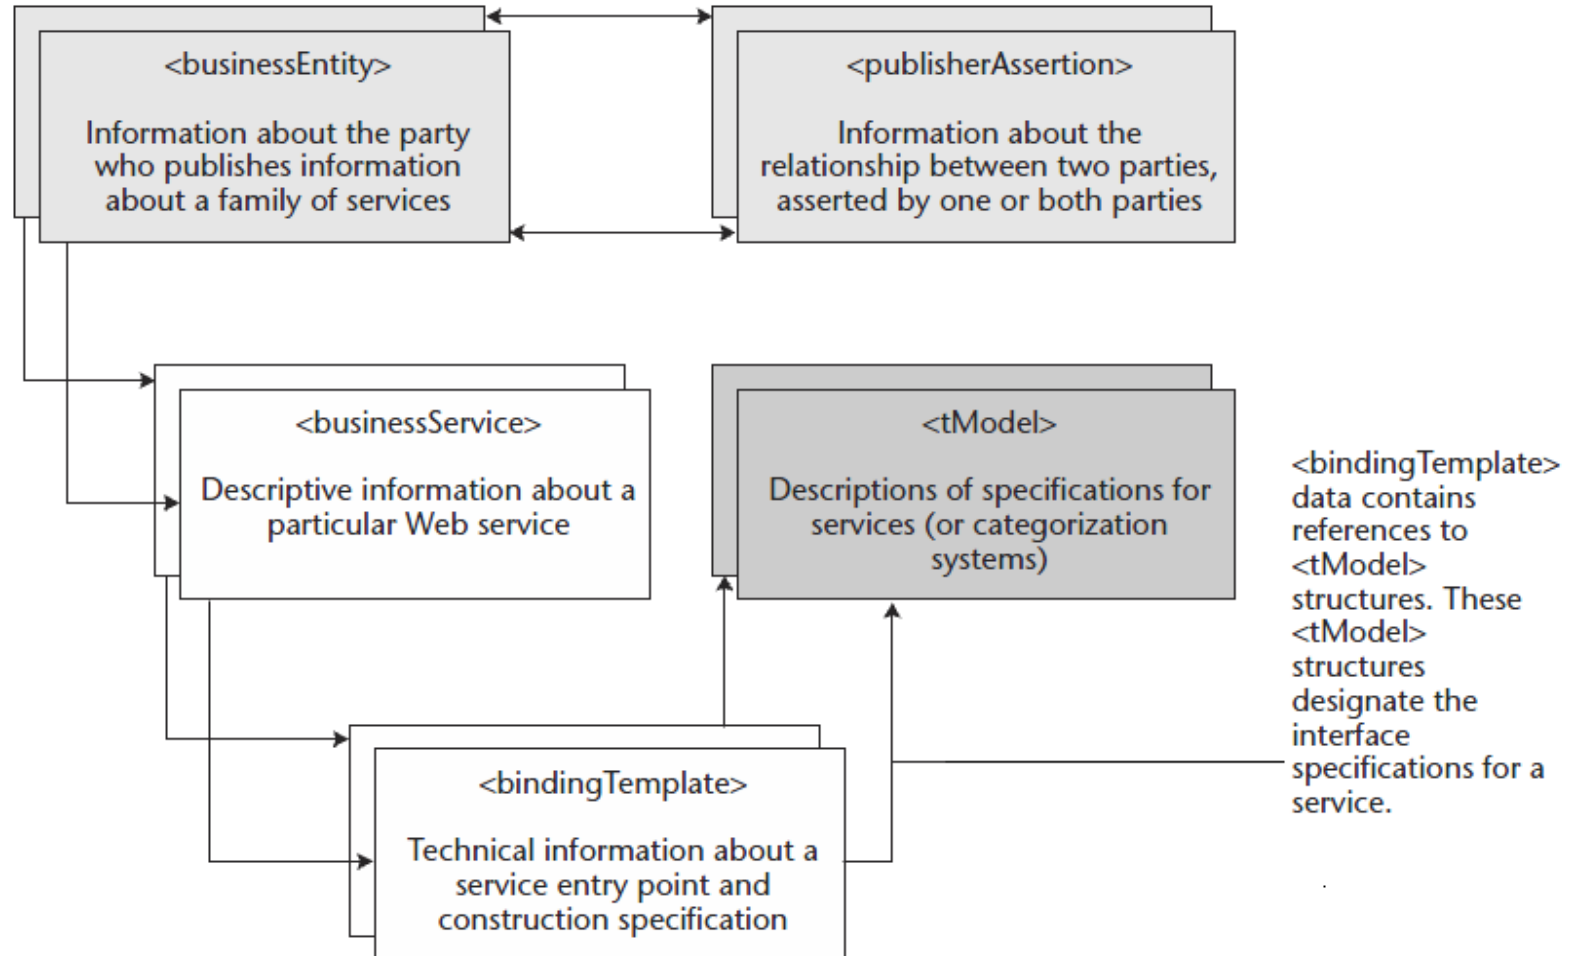 <businessEntity>
Information about the party
who publishes information
about a family of services
<publisherAssertion>
Information about the
relationship between two parties,
asserted by one or both parties
<businessService>
Descriptive information about a
particular Web service
<tModel>
Descriptions of specifications for
services (or categorization
systems)
<bindingTemplate>
data contains
references to
<tModel>
structures. These
<tModel>
structures
designate the
interface
specifications for a
service.
<bindingTemplate>
Technical information about a
service entry point and
construction specification